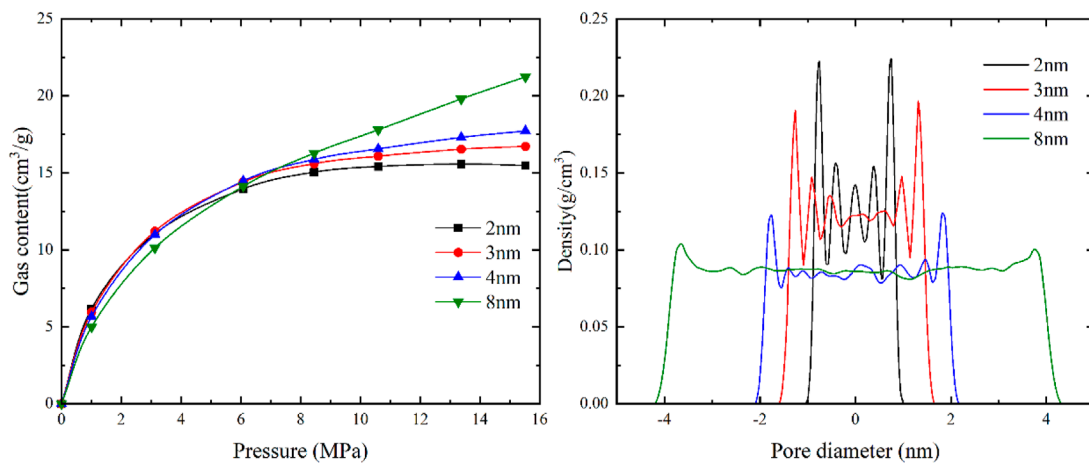 25
20
15
10
5
0
0 2 4 6 8 10 12 14 16
Gas content(cm³/g)
Pressure (MPa)
2nm
3nm
4nm
8nm
0.25
0.20
0.15
0.10
0.05
0.00
-4 -2 0 2 4
Density(g/cm³)
Pore diameter (nm)
2nm
3nm
4nm
8nm